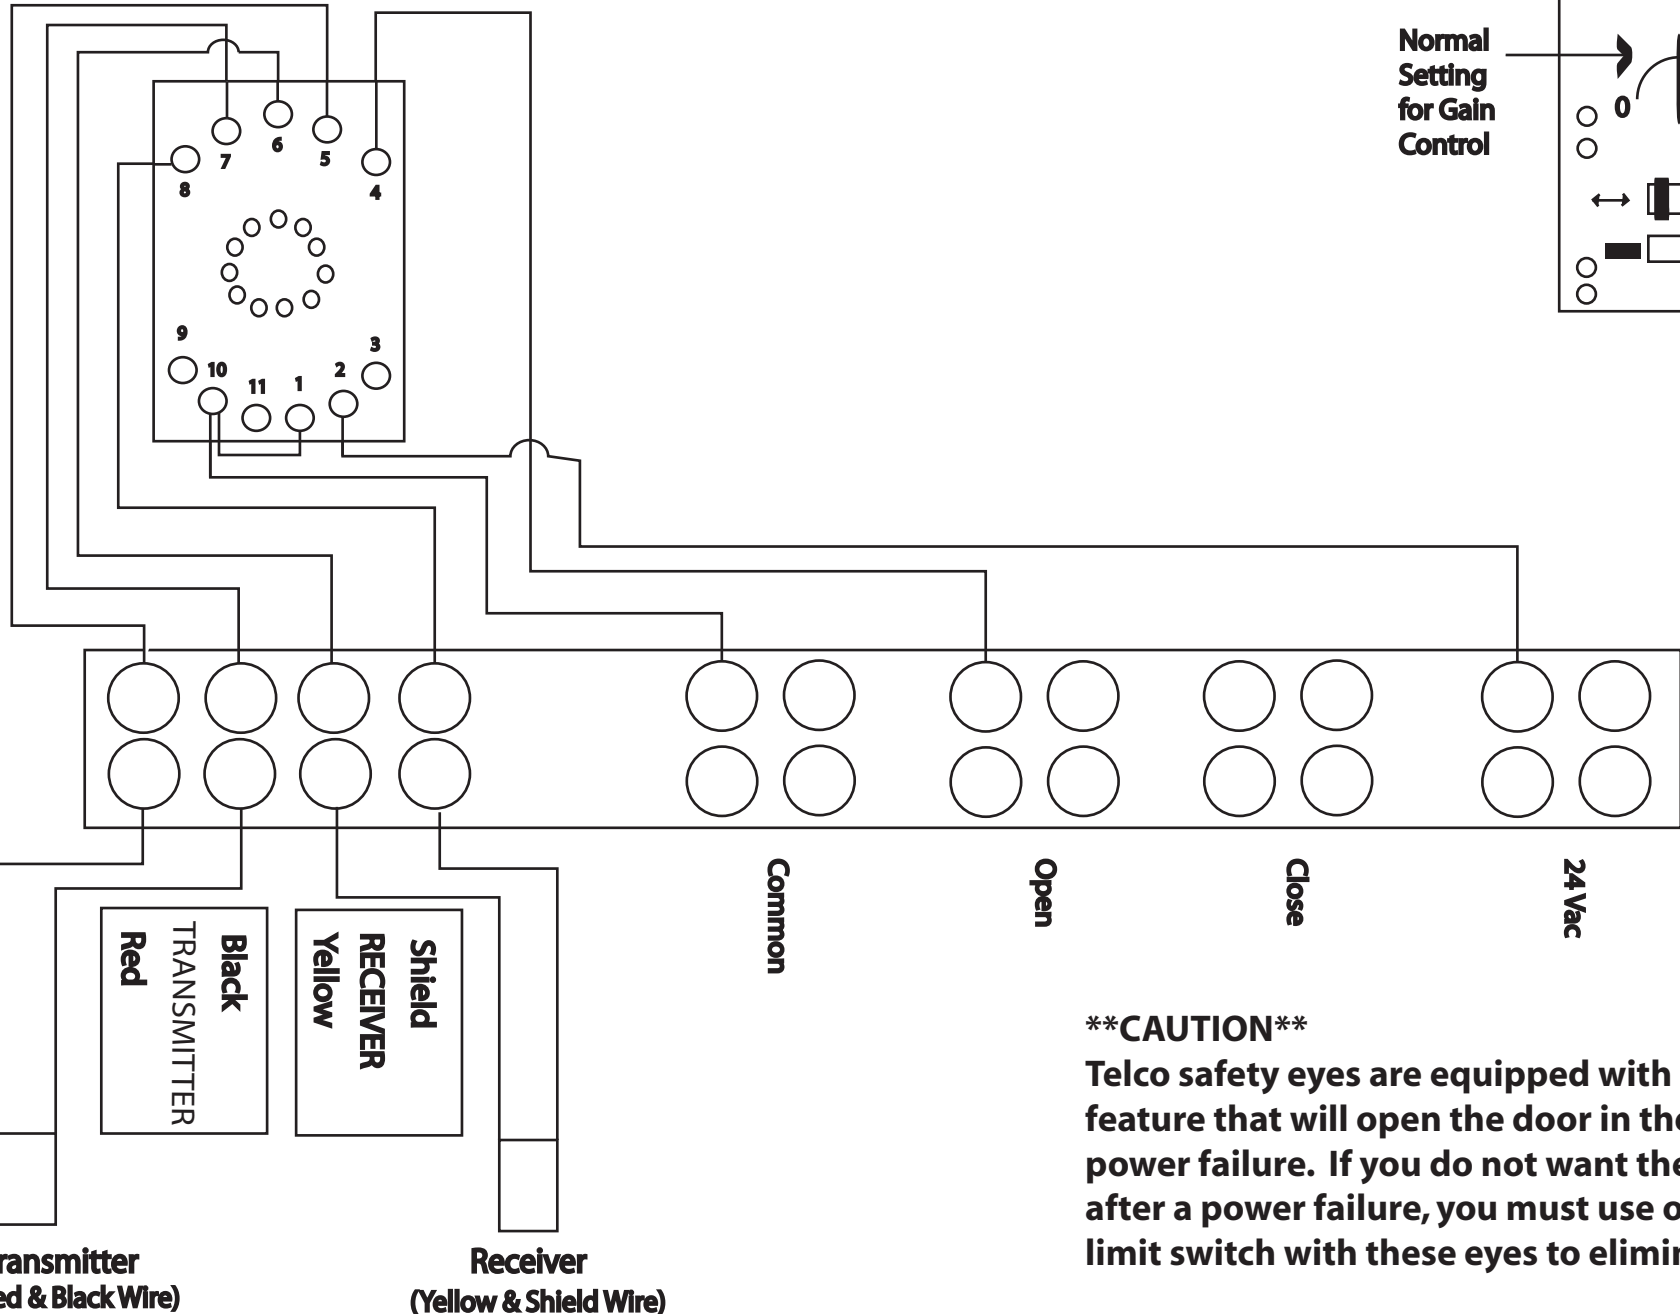 Normal
Setting
for Gain
Control
0
6
7
5
8
4
9
3
10
2
11
1
Common
Open
Close
24 Vac
Red
TRANSMITTER
Black
Yellow
RECEIVER
Shield
**CAUTION**
Telco safety eyes are equipped with
feature that will open the door in the
power failure. If you do not want the
after a power failure, you must use o
limit switch with these eyes to elimin
ransmitter
ed & Black Wire)
Receiver
(Yellow & Shield Wire)